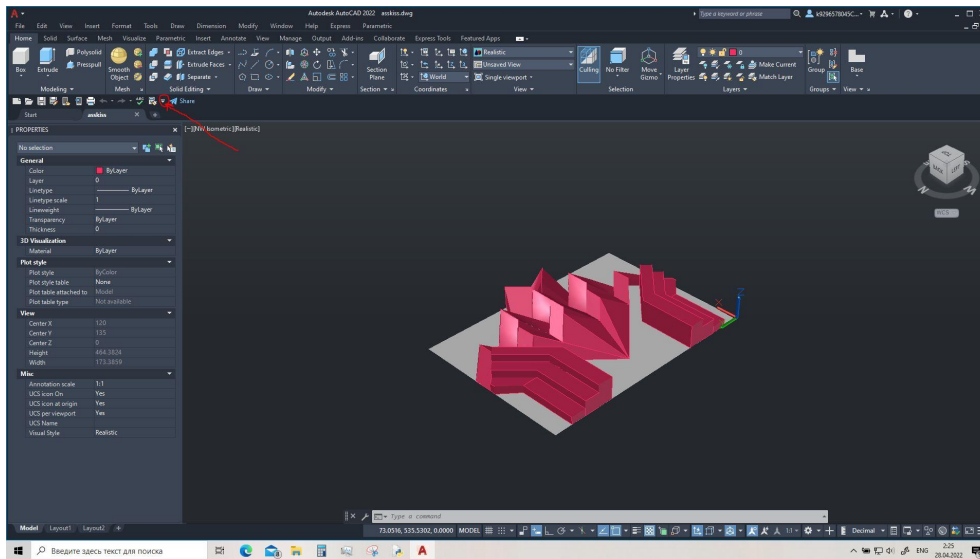 Autodesk AutoCAD 2022 asskiss.dwg
Type a keyword or phrase
k9296578045C...
File Edit View Insert Format Tools Draw Dimension Modify Window Help Express Parametric
Home Solid Surface Mesh Visualize Parametric Insert Annotate View Manage Output Add-ins Collaborate Express Tools Featured Apps
Box Extrude Polysolid Presspull Smooth Object
Extract Edges
Extrude Faces
Separate
Section Plane
World
Realistic
Unsaved View
Single viewport
Culling No Filter Move Gizmo
Layer Properties
0
Make Current
Match Layer
Group Base
Modeling Mesh Solid Editing Draw Modify Section Coordinates View Selection Layers Groups View
Share
Start asskiss
PROPERTIES
[−][NW Isometric][Realistic]
No selection
General
Color ByLayer
Layer 0
Linetype ByLayer
Linetype scale 1
Lineweight ByLayer
Transparency ByLayer
Thickness 0
3D Visualization
Material ByLayer
Plot style
Plot style ByColor
Plot style table None
Plot table attached to Model
Plot table type Not available
View
Center X 120
Center Y 135
Center Z 0
Height 464.3824
Width 173.3859
Misc
Annotation scale 1:1
UCS icon On Yes
UCS icon at origin Yes
UCS per viewport Yes
UCS Name
Visual Style Realistic
N
WCS
X
Z
Type a command
Model Layout1 Layout2
73.0516, 535.5302, 0.0000 MODEL
1:1
Decimal
Введите здесь текст для поиска
ENG
2:25
28.04.2022